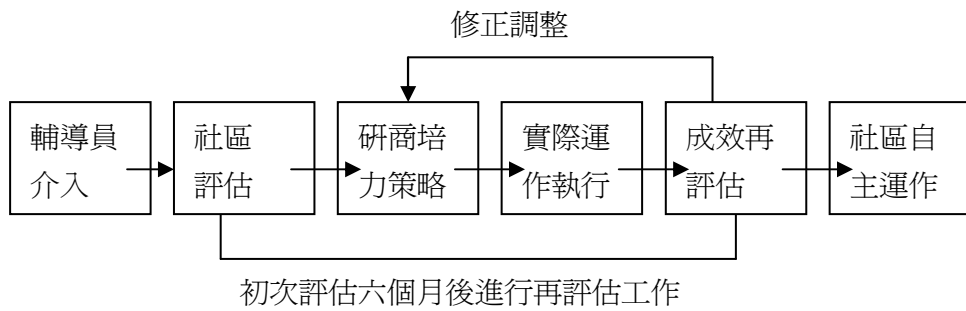 修正調整
輔導員
介入
社區
評估
研商培
力策略
實際運
作執行
成效再
評估
社區自
主運作
初次評估六個月後進行再評估工作